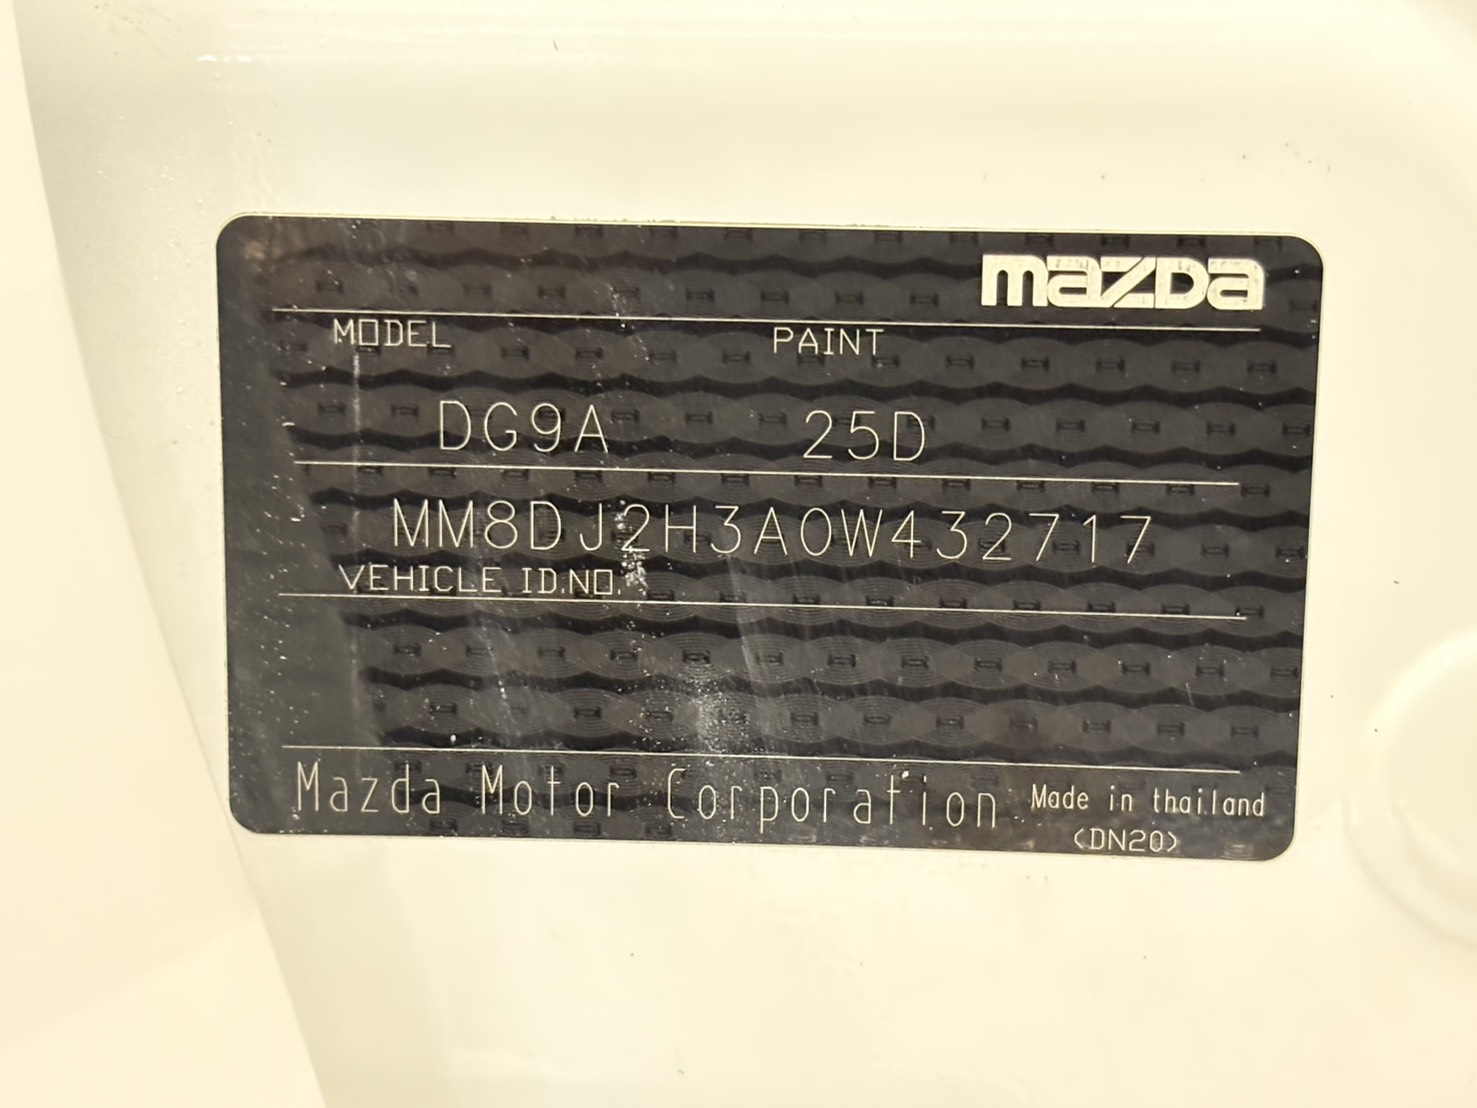 mazda
MODEL PAINT
DG9A 25D
MM8DJ2H3A0W432717
VEHICLE ID.NO.
Mazda Motor Corporation Made in thailand
(DN20)